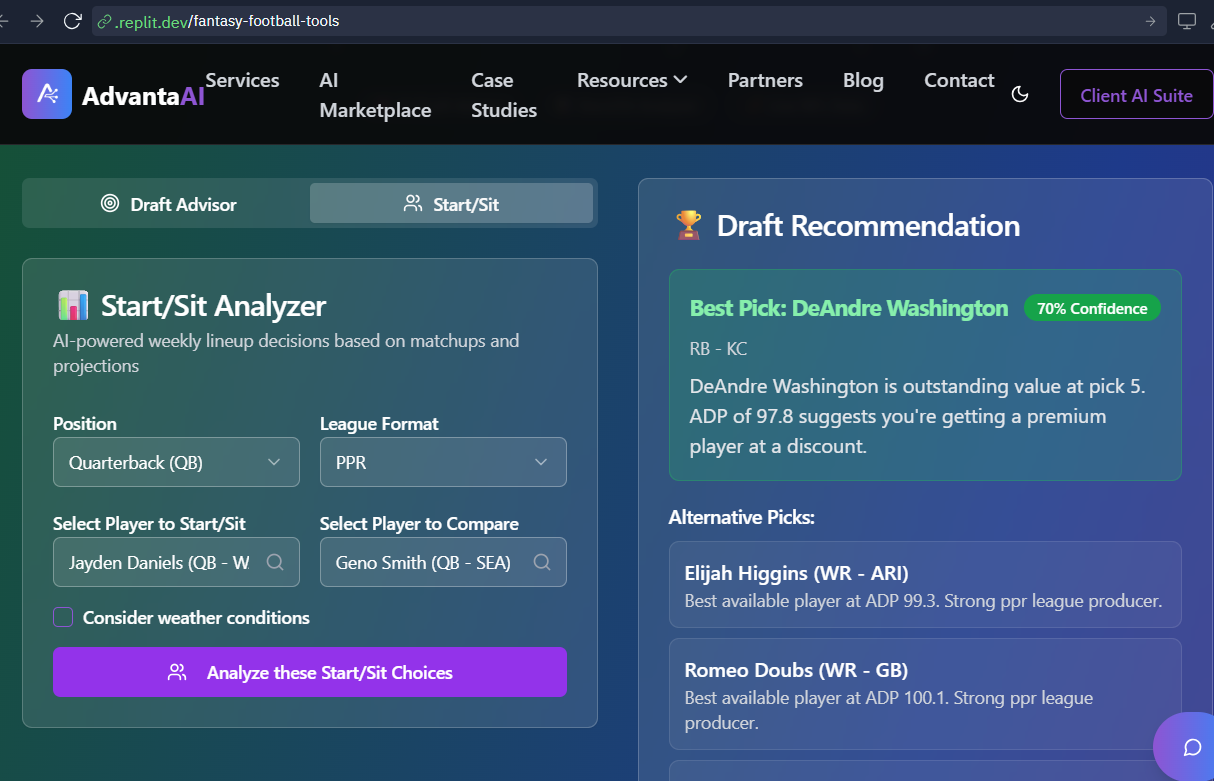 .replit.dev/fantasy-football-tools
AdvantaAI
Services
AI
Marketplace
Case
Studies
Resources
Partners
Blog
Contact
Client AI Suite
Draft Advisor
Start/Sit
Start/Sit Analyzer
AI-powered weekly lineup decisions based on matchups and
projections
Position
League Format
Quarterback (QB)
PPR
Select Player to Start/Sit
Select Player to Compare
Jayden Daniels (QB - W
Geno Smith (QB - SEA)
Consider weather conditions
Analyze these Start/Sit Choices
Draft Recommendation
Best Pick: DeAndre Washington
70% Confidence
RB - KC
DeAndre Washington is outstanding value at pick 5.
ADP of 97.8 suggests you're getting a premium
player at a discount.
Alternative Picks:
Elijah Higgins (WR - ARI)
Best available player at ADP 99.3. Strong ppr league producer.
Romeo Doubs (WR - GB)
Best available player at ADP 100.1. Strong ppr league
producer.